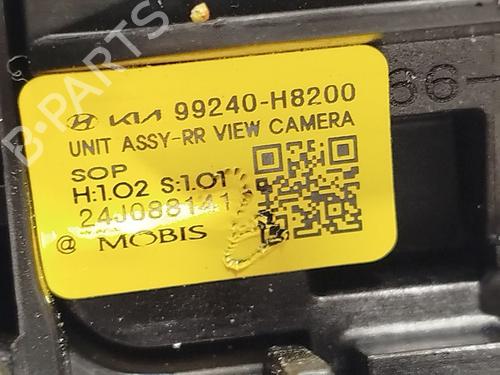 B-PARTS
KIA 99240-H8200
UNIT ASSY-RR VIEW CAMERA
SOP
H:1.02 S:1.01
@ MOBIS